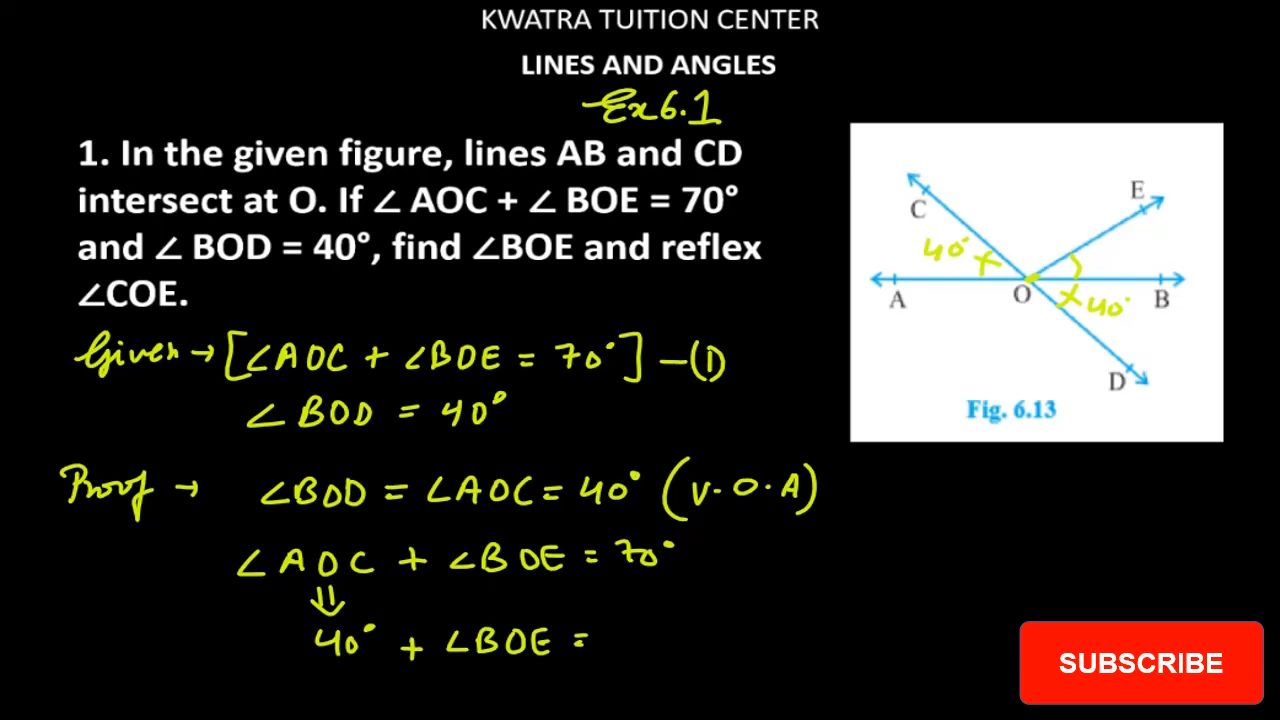 KWATRA TUITION CENTER
LINES AND ANGLES
Ex 6.1
1. In the given figure, lines AB and CD
intersect at O. If ∠ AOC + ∠ BOE = 70°
and ∠ BOD = 40°, find ∠BOE and reflex
∠COE.
Given → [∠AOC + ∠BOE = 70°] — (1)
∠BOD = 40°
Proof → ∠BOD = ∠AOC = 40° (V.O.A)
∠AOC + ∠BOE = 70°
⇓
40° + ∠BOE =
C
E
40°
A
O
40°
B
D
Fig. 6.13
SUBSCRIBE